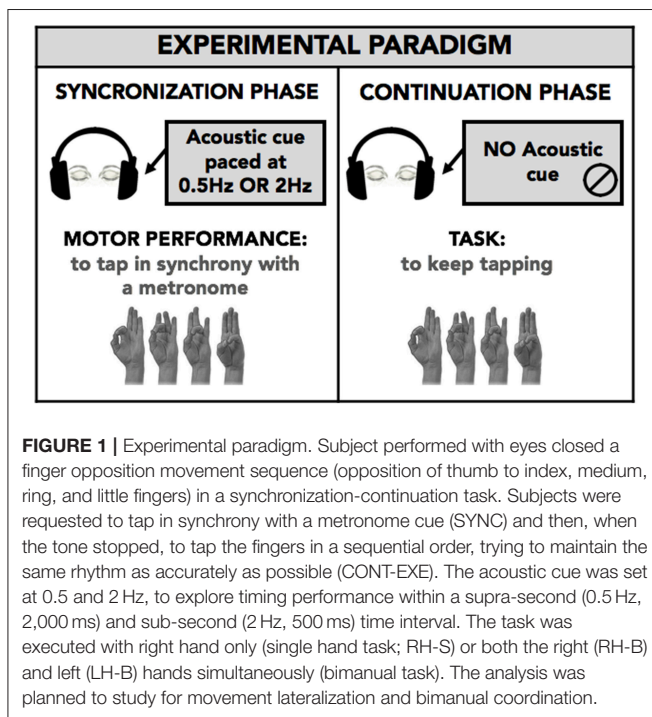 EXPERIMENTAL PARADIGM
SYNCRONIZATION PHASE
Acoustic cue
paced at
0.5Hz OR 2Hz
MOTOR PERFORMANCE:
to tap in synchrony with
a metronome
CONTINUATION PHASE
NO Acoustic
cue
TASK:
to keep tapping
FIGURE 1 | Experimental paradigm. Subject performed with eyes closed a
finger opposition movement sequence (opposition of thumb to index, medium,
ring, and little fingers) in a synchronization-continuation task. Subjects were
requested to tap in synchrony with a metronome cue (SYNC) and then, when
the tone stopped, to tap the fingers in a sequential order, trying to maintain the
same rhythm as accurately as possible (CONT-EXE). The acoustic cue was set
at 0.5 and 2 Hz, to explore timing performance within a supra-second (0.5 Hz,
2,000 ms) and sub-second (2 Hz, 500 ms) time interval. The task was
executed with right hand only (single hand task; RH-S) or both the right (RH-B)
and left (LH-B) hands simultaneously (bimanual task). The analysis was
planned to study for movement lateralization and bimanual coordination.